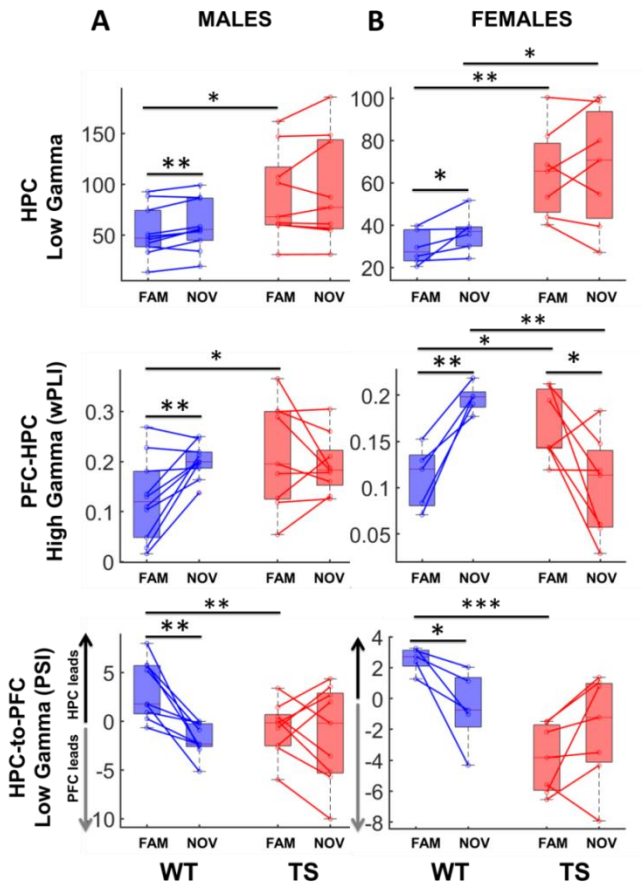 A MALES B FEMALES
HPC
Low Gamma
150
100
50
* **
FAM NOV FAM NOV
100
80
60
40
20
* ** *
FAM NOV FAM NOV
PFC-HPC
High Gamma (wPLI)
0.3
0.2
0.1
0
* **
FAM NOV FAM NOV
0.2
0.15
0.1
0.05
** * ** *
FAM NOV FAM NOV
HPC-to-PFC
Low Gamma (PSI)
HPC leads
PFC leads
5
0
-5
10
** **
FAM NOV FAM NOV
4
2
0
-2
-4
-6
-8
*** *
FAM NOV FAM NOV
WT TS WT TS